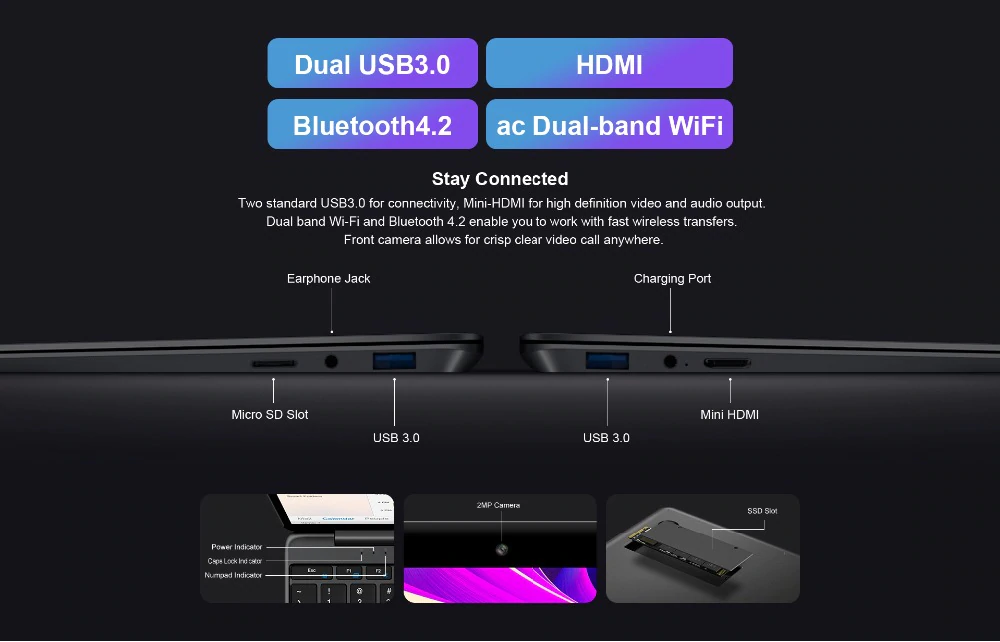 Dual USB3.0
HDMI
Bluetooth4.2
ac Dual-band WiFi
Stay Connected
Two standard USB3.0 for connectivity, Mini-HDMI for high definition video and audio output.
Dual band Wi-Fi and Bluetooth 4.2 enable you to work with fast wireless transfers.
Front camera allows for crisp clear video call anywhere.
Earphone Jack
Charging Port
Micro SD Slot
USB 3.0
USB 3.0
Mini HDMI
Power Indicator
Caps Lock Indicator
Numpad Indicator
Esc
F1
F2
~
!
@
#
1
2
2MP Camera
SSD Slot